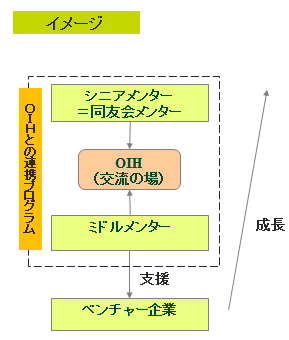 イメージ
OIHとの連携プログラム
シニアメンター
＝同友会メンター
OIH
（交流の場）
ミドルメンター
成長
支援
ベンチャー企業